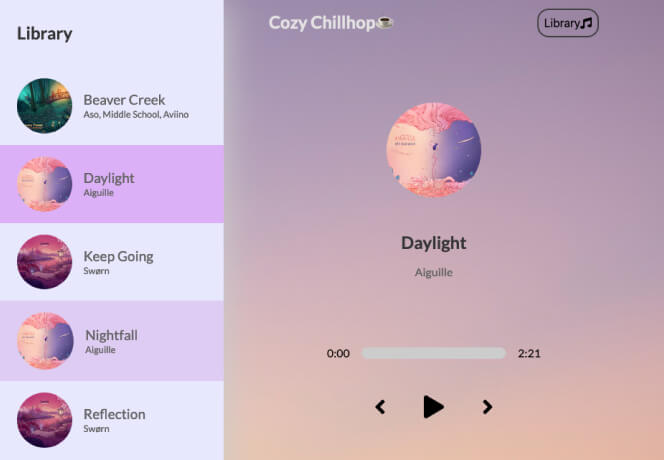 Library
Beaver Creek
Aso, Middle School, Aviino
Daylight
Aiguille
Keep Going
Swørn
Nightfall
Aiguille
Reflection
Swørn
Cozy Chillhop☕
Library🎵
Daylight
Aiguille
0:00
2:21